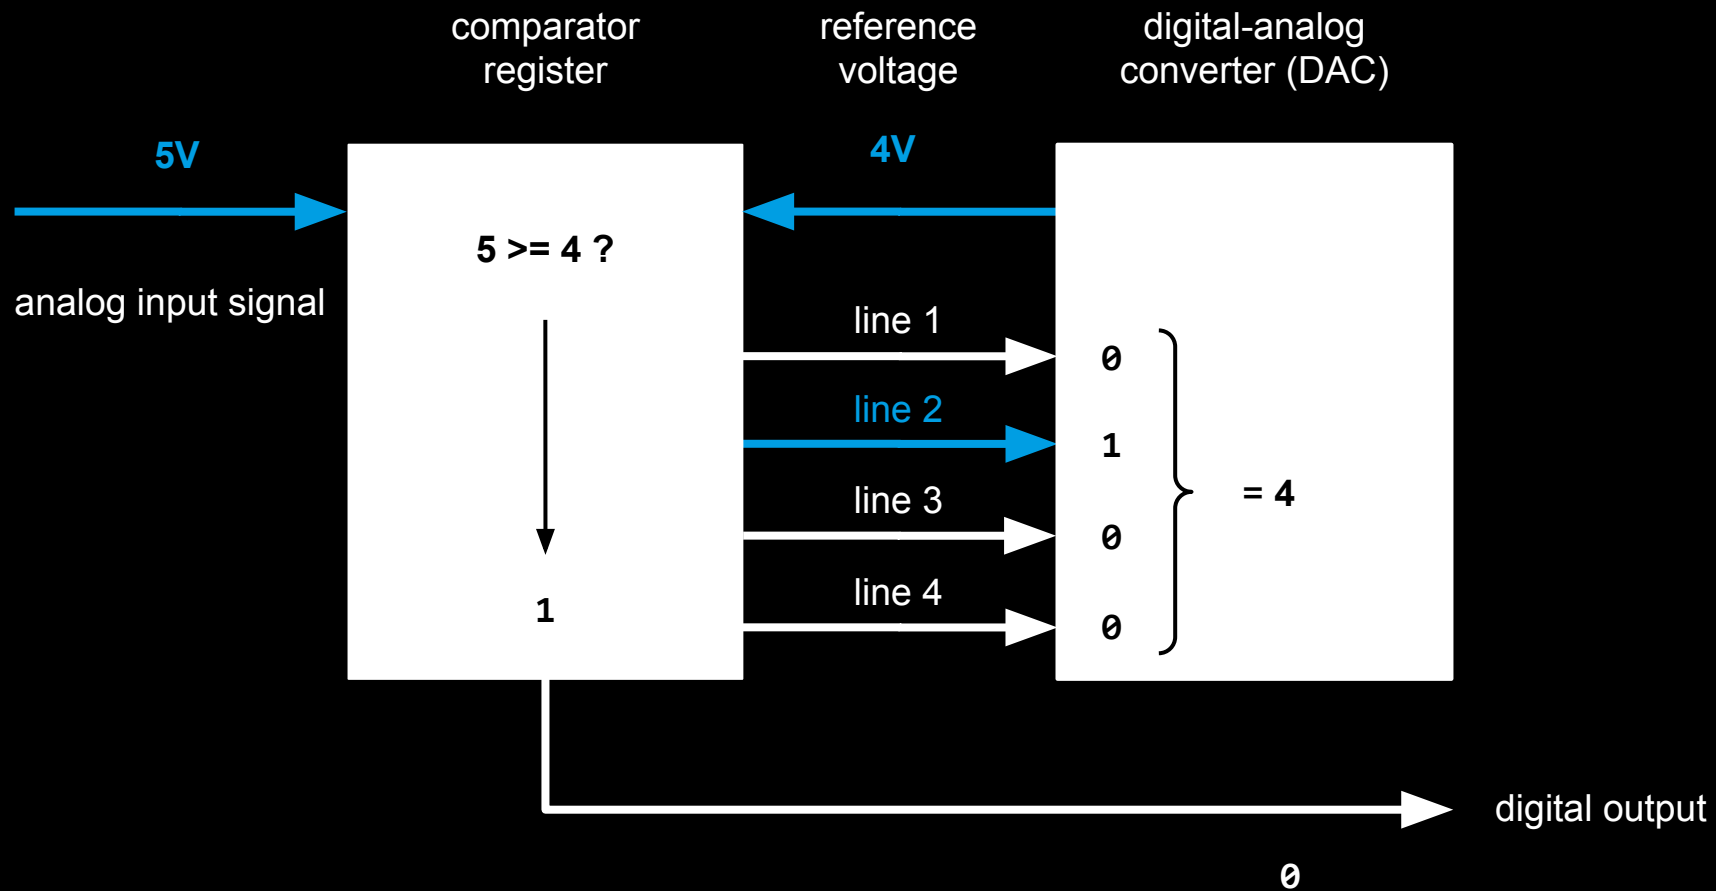 comparator
register
reference
voltage
digital-analog
converter (DAC)
5V
4V
5 >= 4 ?
analog input signal
line 1
0
line 2
1
line 3
= 4
0
line 4
1
0
digital output
0